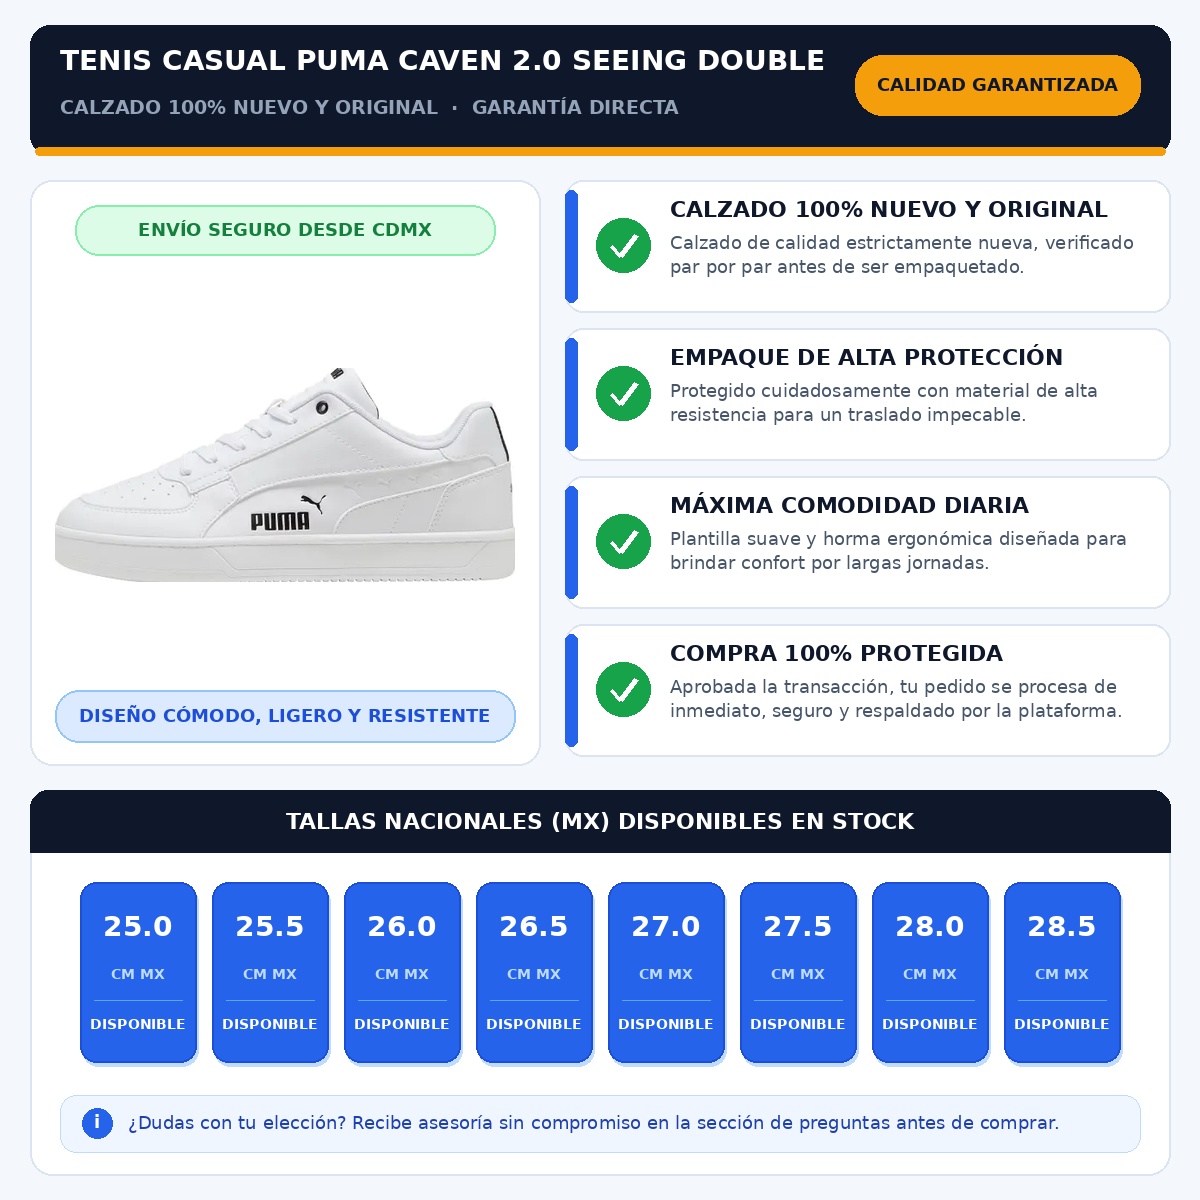 TENIS CASUAL PUMA CAVEN 2.0 SEEING DOUBLE
CALZADO 100% NUEVO Y ORIGINAL · GARANTÍA DIRECTA
CALIDAD GARANTIZADA
ENVÍO SEGURO DESDE CDMX
PUMA
DISEÑO CÓMODO, LIGERO Y RESISTENTE
CALZADO 100% NUEVO Y ORIGINAL
Calzado de calidad estrictamente nueva, verificado
par por par antes de ser empaquetado.
EMPAQUE DE ALTA PROTECCIÓN
Protegido cuidadosamente con material de alta
resistencia para un traslado impecable.
MÁXIMA COMODIDAD DIARIA
Plantilla suave y horma ergonómica diseñada para
brindar confort por largas jornadas.
COMPRA 100% PROTEGIDA
Aprobada la transacción, tu pedido se procesa de
inmediato, seguro y respaldado por la plataforma.
TALLAS NACIONALES (MX) DISPONIBLES EN STOCK
25.0 25.5 26.0 26.5 27.0 27.5 28.0 28.5
CM MX CM MX CM MX CM MX CM MX CM MX CM MX CM MX
DISPONIBLE DISPONIBLE DISPONIBLE DISPONIBLE DISPONIBLE DISPONIBLE DISPONIBLE DISPONIBLE
i ¿Dudas con tu elección? Recibe asesoría sin compromiso en la sección de preguntas antes de comprar.